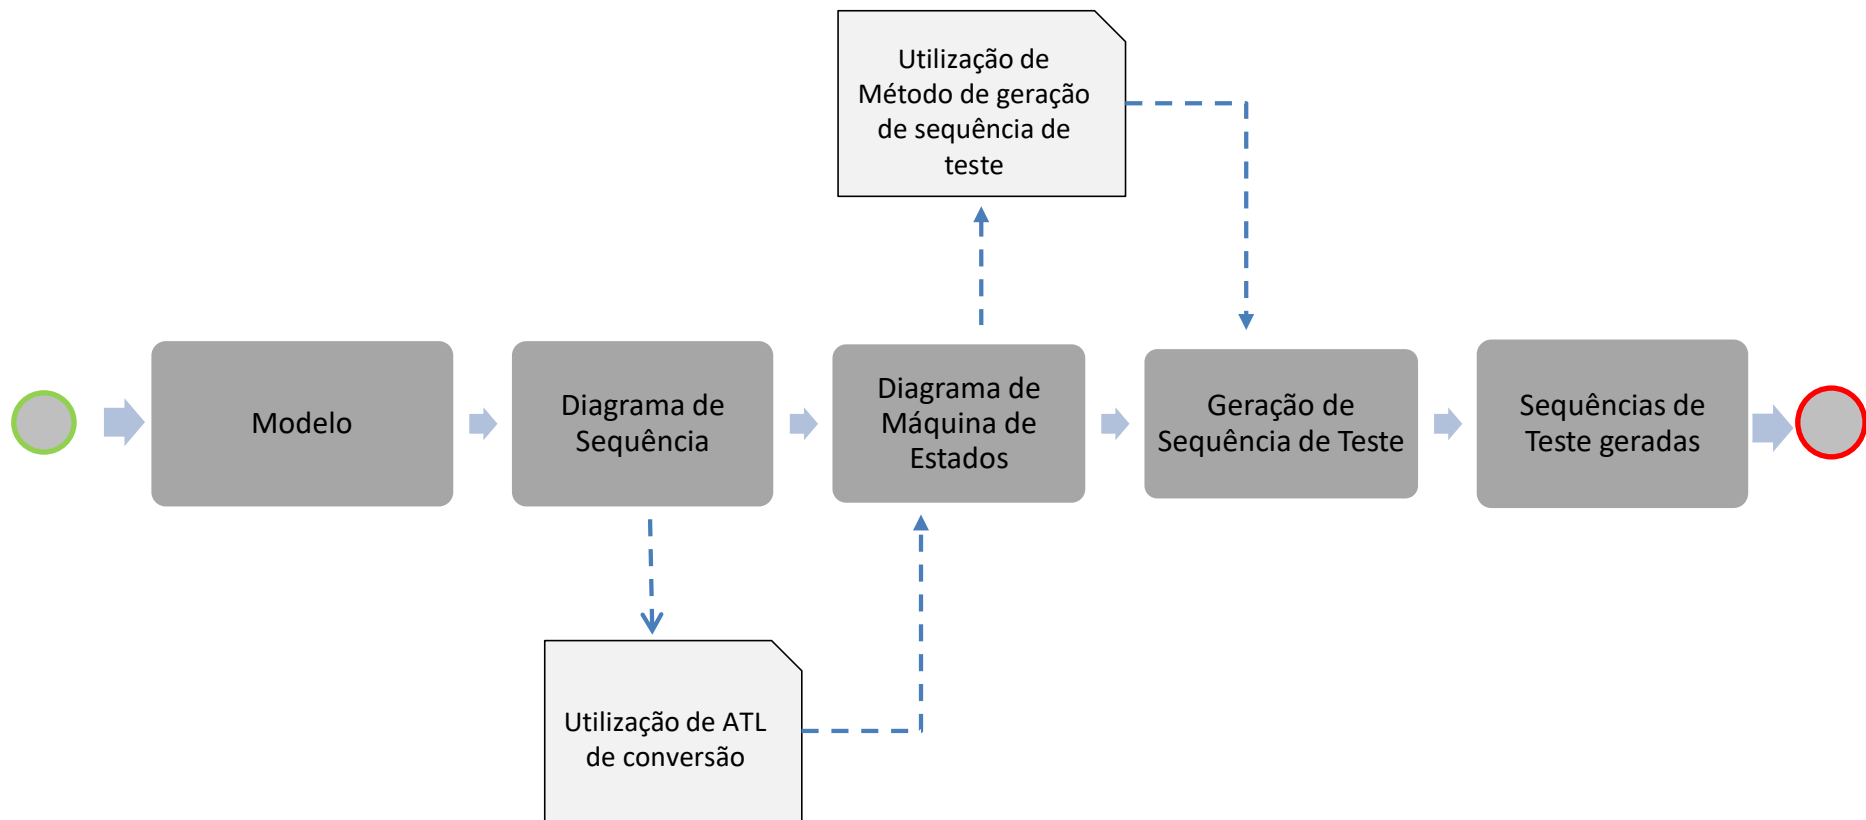 Utilização de
Método de geração
de sequência de
teste
Modelo
Diagrama de
Sequência
Diagrama de
Máquina de
Estados
Geração de
Sequência de Teste
Sequências de
Teste geradas
Utilização de ATL
de conversão